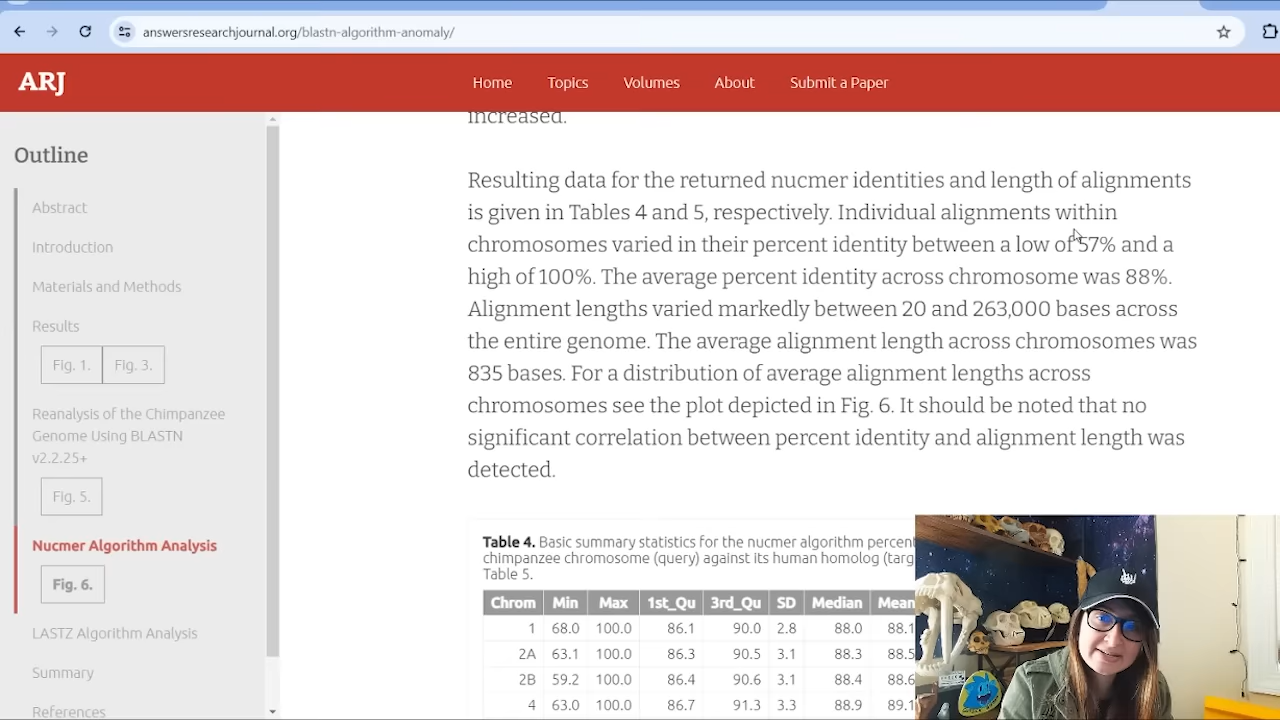 answersresearchjournal.org/blastn-algorithm-anomaly/
ARJ
Home Topics Volumes About Submit a Paper
Outline
Abstract
Introduction
Materials and Methods
Results
Fig. 1. Fig. 3.
Reanalysis of the Chimpanzee
Genome Using BLASTN
v2.2.25+
Fig. 5.
Nucmer Algorithm Analysis
Fig. 6.
LASTZ Algorithm Analysis
Summary
References
increased.
Resulting data for the returned nucmer identities and length of alignments
is given in Tables 4 and 5, respectively. Individual alignments within
chromosomes varied in their percent identity between a low of 57% and a
high of 100%. The average percent identity across chromosome was 88%.
Alignment lengths varied markedly between 20 and 263,000 bases across
the entire genome. The average alignment length across chromosomes was
835 bases. For a distribution of average alignment lengths across
chromosomes see the plot depicted in Fig. 6. It should be noted that no
significant correlation between percent identity and alignment length was
detected.
Table 4. Basic summary statistics for the nucmer algorithm percent
chimpanzee chromosome (query) against its human homolog (targ
Table 5.
Chrom Min Max 1st_Qu 3rd_Qu SD Median Mean
1 68.0 100.0 86.1 90.0 2.8 88.0 88.1
2A 63.1 100.0 86.3 90.5 3.1 88.3 88.5
2B 59.2 100.0 86.4 90.6 3.1 88.4 88.6
4 63.0 100.0 86.7 91.3 3.3 88.9 89.1